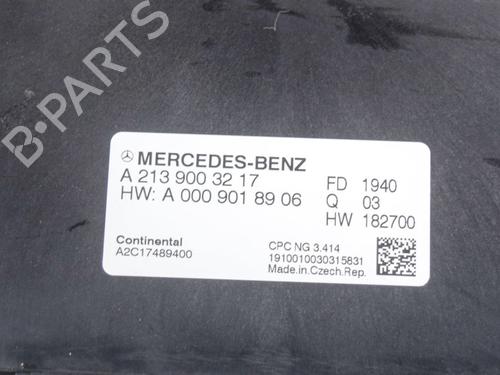 MERCEDES-BENZ
A 213 900 32 17
HW: A 000 901 89 06
FD 1940
Q 03
HW 182700
Continental
A2C17489400
CPC NG 3.414
1910010030315831
Made.in.Czech.Rep.
B-PARTS